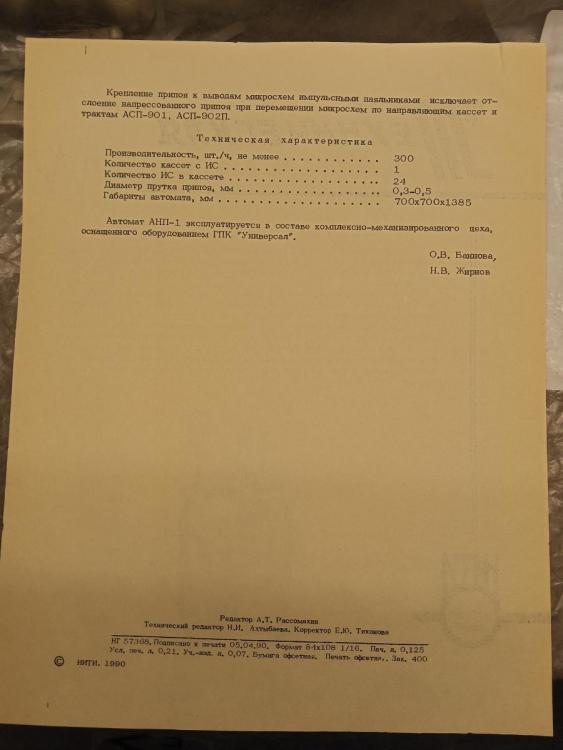 Крепление припоя к выводам микросхем импульсными паяльниками исключает от-
слоение напрессованного припоя при перемещении микросхем по направляющим кассет и
трактам АСП-901, АСП-902П.
Техническая характеристика
Производительность, шт./ч, не менее . . . . . . . . . . . . 300
Количество кассет с ИС . . . . . . . . . . . . . . . . . . . . 1
Количество ИС в кассете . . . . . . . . . . . . . . . . . . . 24
Диаметр прутка припоя, мм . . . . . . . . . . . . . . . . . . 0,3-0,5
Габариты автомата, мм . . . . . . . . . . . . . . . . . . . . 700х700х1385
Автомат АНП-1 эксплуатируется в составе комплексно-механизированного цеха,
оснащенного оборудованием ГПК "Универсал".
О.В. Баинова,
Н.В. Жирнов
Редактор А.Т. Рассомахин
Технический редактор Н.И. Ахтыбаева. Корректор Е.Ю. Тихонова
НГ 57368. Подписано к печати 05.04.90. Формат 84х108 1/16. Печ. л. 0,125
Усл. печ. л. 0,21. Уч.-изд. л. 0,07. Бумага офсетная. Печать офсетн.. Зак. 400
© НИТИ, 1990